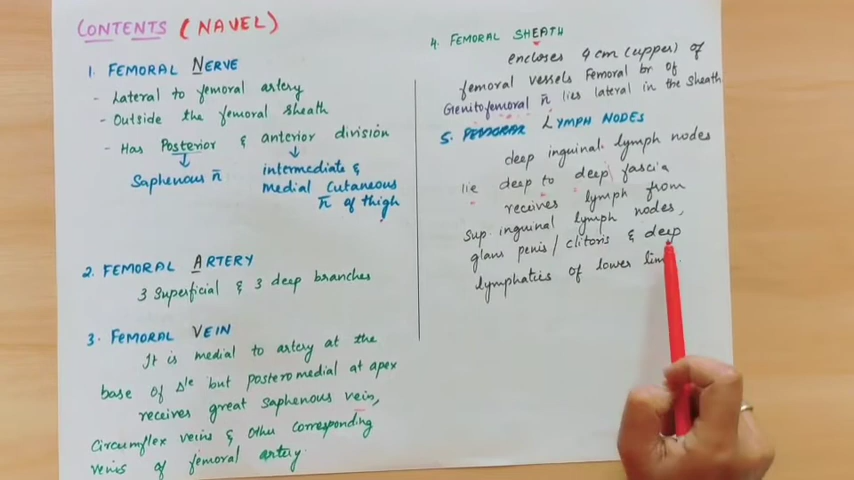 CONTENTS (NAVEL)
1. FEMORAL NERVE
- Lateral to femoral artery
- Outside the femoral sheath
- Has Posterior & anterior division
↓ ↓
Saphenous n̄ intermediate &
medial cutaneous
n̄ of thigh
2. FEMORAL ARTERY
3 Superficial & 3 deep branches
3. FEMORAL VEIN
It is medial to artery at the
base of Δle but posteromedial at apex
receives great saphenous vein,
Circumflex veins & other corresponding
veins of femoral artery.
4. FEMORAL SHEATH
encloses 4 cm (upper) of
femoral vessels Femoral br of
Genitofemoral n̄ lies lateral in the sheath
5. LYMPH NODES
deep inguinal lymph nodes
lie deep to deep fascia
receives lymph from
sup. inguinal lymph nodes,
glans penis/clitoris & deep
lymphatics of lower